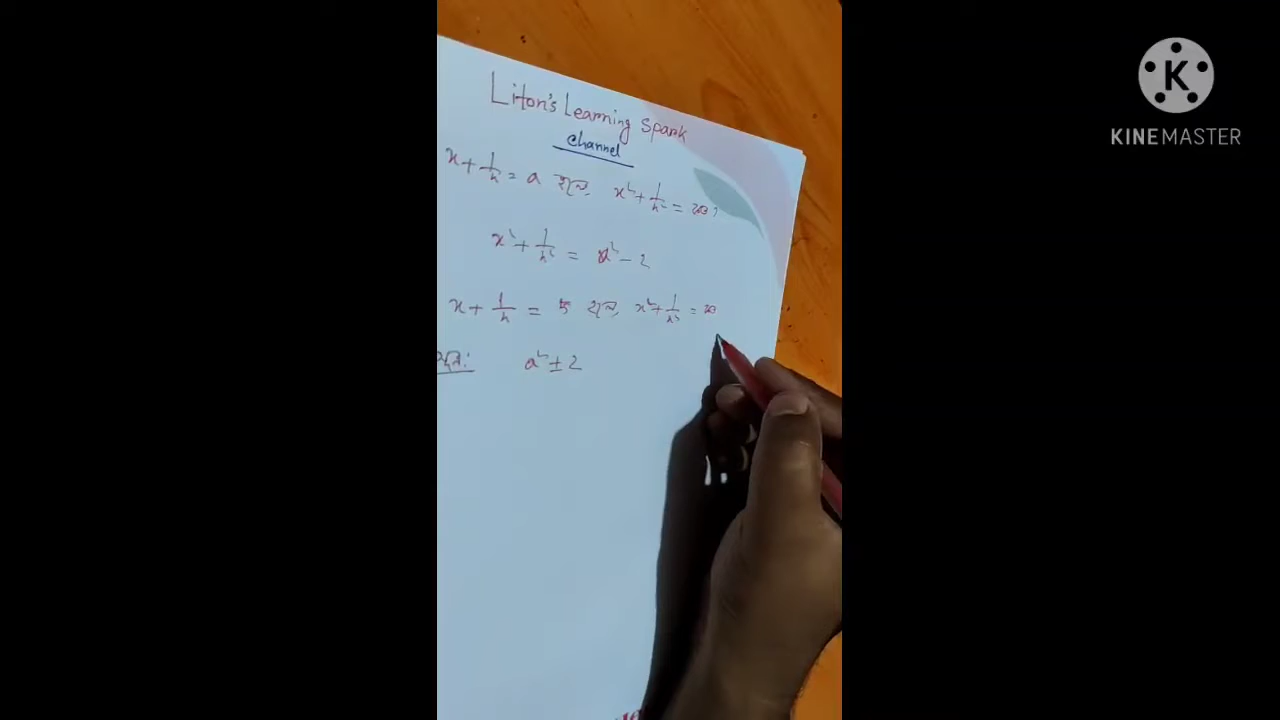 Liton's Learning Spark
channel
x + 1/x = a হলে, x² + 1/x² = কত?
x² + 1/x² = a² - 2
x + 1/x = 5 হলে, x² + 1/x² = কত
a² ± 2
KINEMASTER